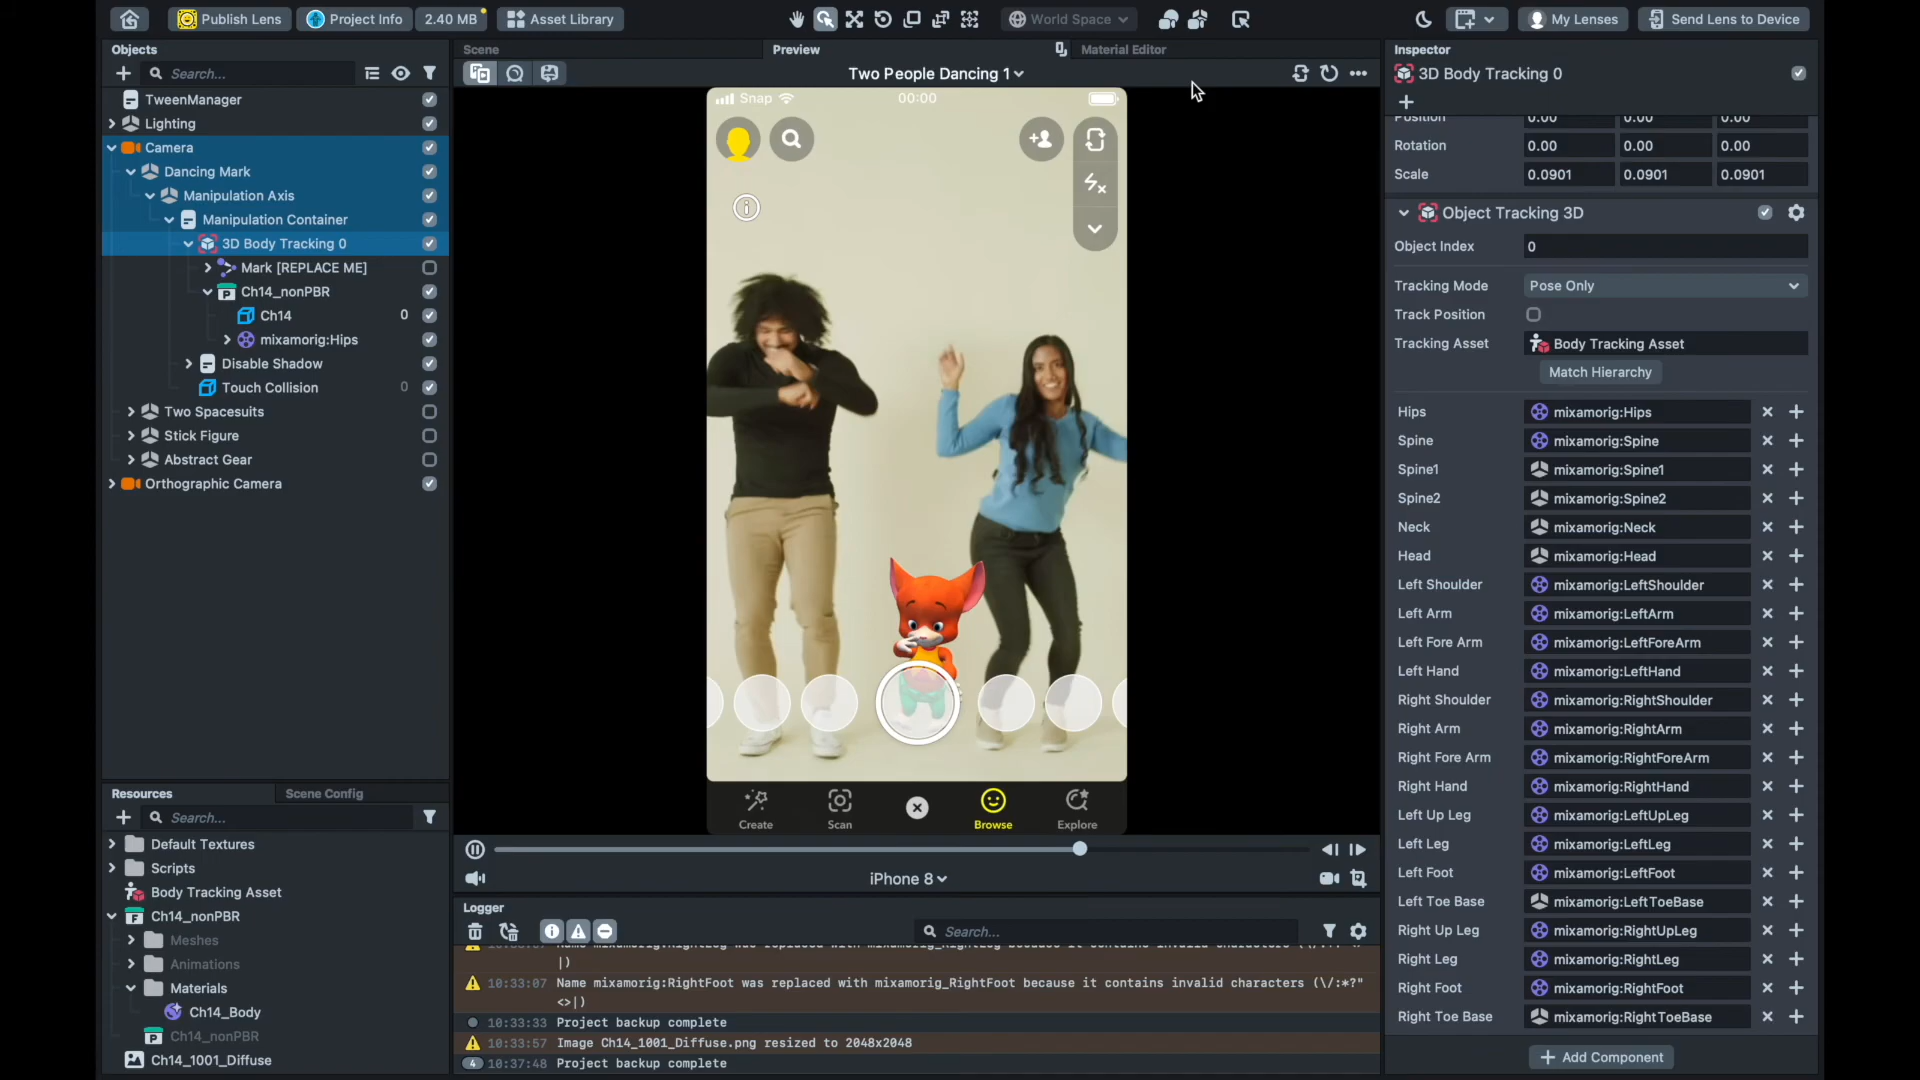 Publish Lens
Project Info
2.40 MB
Asset Library
World Space
My Lenses
Send Lens to Device
Objects
Search...
TweenManager
Lighting
Camera
Dancing Mark
Manipulation Axis
Manipulation Container
3D Body Tracking 0
Mark [REPLACE ME]
Ch14_nonPBR
Ch14 0
mixamorig:Hips
Disable Shadow
Touch Collision 0
Two Spacesuits
Stick Figure
Abstract Gear
Orthographic Camera
Resources
Scene Config
Search...
Default Textures
Scripts
Body Tracking Asset
Ch14_nonPBR
Meshes
Animations
Materials
Ch14_Body
Ch14_nonPBR
Ch14_1001_Diffuse
Scene
Preview
Material Editor
Two People Dancing 1
Snap
00:00
Create
Scan
Browse
Explore
iPhone 8
Logger
Search...
|)
10:33:07 Name mixamorig:RightFoot was replaced with mixamorig_RightFoot because it contains invalid characters (\/:*?"
<>|)
10:33:33 Project backup complete
10:33:57 Image Ch14_1001_Diffuse.png resized to 2048x2048
4 10:37:48 Project backup complete
Inspector
3D Body Tracking 0
Position 0.00 0.00 0.00
Rotation 0.00 0.00 0.00
Scale 0.0901 0.0901 0.0901
Object Tracking 3D
Object Index 0
Tracking Mode Pose Only
Track Position
Tracking Asset Body Tracking Asset
Match Hierarchy
Hips mixamorig:Hips
Spine mixamorig:Spine
Spine1 mixamorig:Spine1
Spine2 mixamorig:Spine2
Neck mixamorig:Neck
Head mixamorig:Head
Left Shoulder mixamorig:LeftShoulder
Left Arm mixamorig:LeftArm
Left Fore Arm mixamorig:LeftForeArm
Left Hand mixamorig:LeftHand
Right Shoulder mixamorig:RightShoulder
Right Arm mixamorig:RightArm
Right Fore Arm mixamorig:RightForeArm
Right Hand mixamorig:RightHand
Left Up Leg mixamorig:LeftUpLeg
Left Leg mixamorig:LeftLeg
Left Foot mixamorig:LeftFoot
Left Toe Base mixamorig:LeftToeBase
Right Up Leg mixamorig:RightUpLeg
Right Leg mixamorig:RightLeg
Right Foot mixamorig:RightFoot
Right Toe Base mixamorig:RightToeBase
Add Component